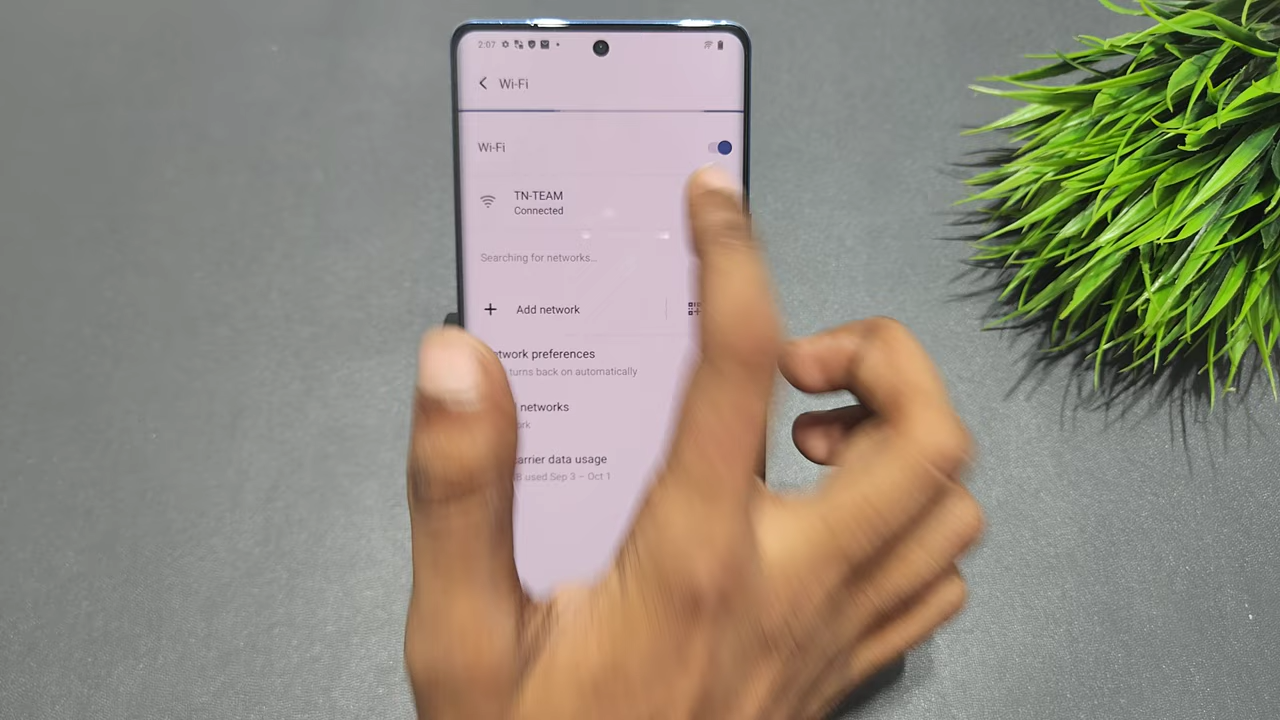 2:07
Wi-Fi
Wi-Fi
TN-TEAM
Connected
Searching for networks...
Add network
twork preferences
turns back on automatically
networks
ork
arrier data usage
B used Sep 3 – Oct 1